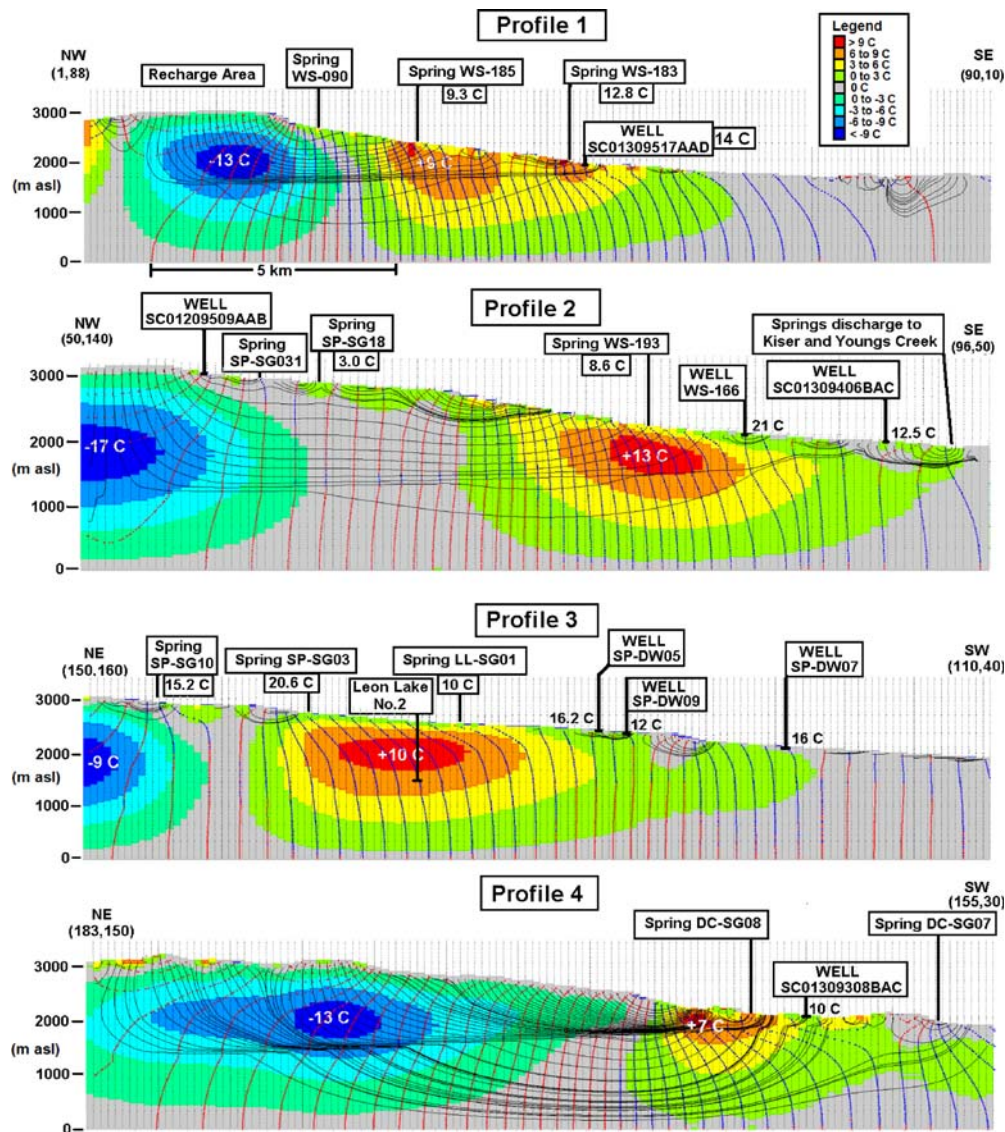 Profile 1
Legend
> 9 C
6 to 9 C
3 to 6 C
0 to 3 C
0 C
0 to -3 C
-3 to -6 C
-6 to -9 C
< -9 C
NW
(1,88)
Recharge Area
Spring
WS-090
Spring WS-185
9.3 C
Spring WS-183
12.8 C
WELL
SC01309517AAD
14 C
SE
(90,10)
3000
2000
(m asl)
1000
0
-13 C
5 km
Profile 2
NW
(50,140)
WELL
SC01209509AAB
Spring
SP-SG031
Spring
SP-SG18
3.0 C
Spring WS-193
8.6 C
WELL
WS-166
21 C
WELL
SC01309406BAC
12.5 C
Springs discharge to
Kiser and Youngs Creek
SE
(96,50)
3000
2000
(m asl)
1000
0
-17 C
+13 C
Profile 3
NE
(150,160)
Spring
SP-SG10
15.2 C
Spring SP-SG03
20.6 C
Spring LL-SG01
10 C
Leon Lake
No.2
WELL
SP-DW05
16.2 C
WELL
SP-DW09
12 C
WELL
SP-DW07
16 C
SW
(110,40)
3000
2000
(m asl)
1000
0
-9 C
+10 C
Profile 4
NE
(183,150)
Spring DC-SG08
WELL
SC01309308BAC
10 C
Spring DC-SG07
SW
(155,30)
3000
2000
(m asl)
1000
0
-13 C
+7 C